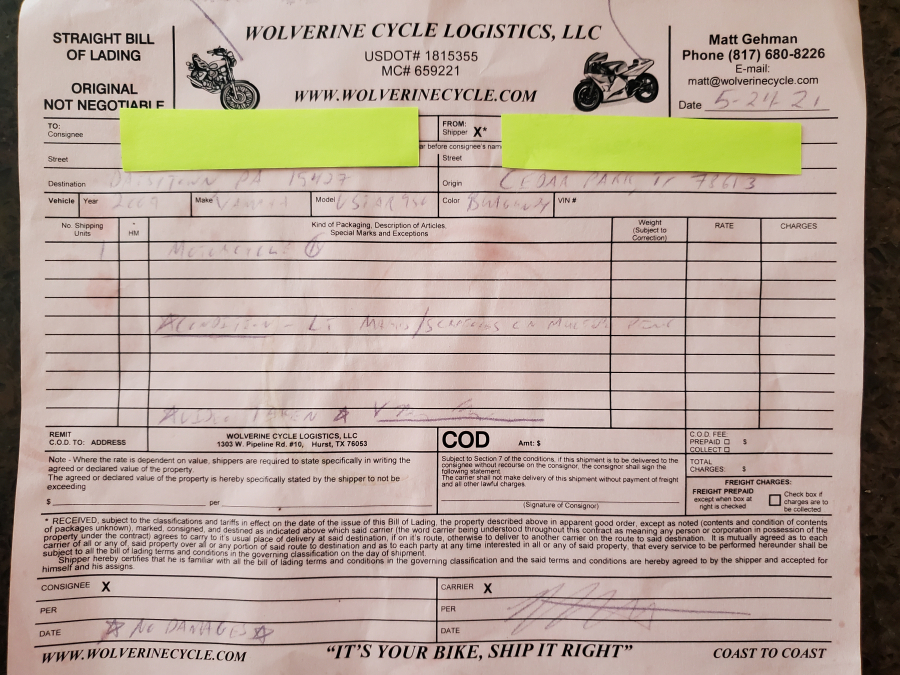 STRAIGHT BILL
OF LADING
ORIGINAL
NOT NEGOTIABLE
WOLVERINE CYCLE LOGISTICS, LLC
USDOT# 1815355
MC# 659221
WWW.WOLVERINECYCLE.COM
Matt Gehman
Phone (817) 680-8226
E-mail:
matt@wolverinecycle.com
Date 5-24-21
TO:
Consignee
FROM:
Shipper X*
ar before consignee's nam
Street
Street
Destination PA 19427
Origin CEDAR PARK, TX 78613
Vehicle Year 2009 Make YAMAHA Model VSTAR 950 Color BURGUNDY VIN #
No. Shipping
Units
HM
Kind of Packaging, Description of Articles,
Special Marks and Exceptions
Weight
(Subject to
Correction)
RATE
CHARGES
1 MOTORCYCLE
CONDITION - LT MARKS/SCRATCHES ON MULTIPLE
VIDEO TAKEN
REMIT
C.O.D. TO: ADDRESS
WOLVERINE CYCLE LOGISTICS, LLC
1303 W. Pipeline Rd. #10, Hurst, TX 76053
COD Amt: $
C.O.D. FEE:
PREPAID
COLLECT
$
Note - Where the rate is dependent on value, shippers are required to state specifically in writing the
agreed or declared value of the property.
The agreed or declared value of the property is hereby specifically stated by the shipper to not be
exceeding
$ per
Subject to Section 7 of the conditions, if this shipment is to be delivered to the
consignee without recourse on the consignor, the consignor shall sign the
following statement.
The carrier shall not make delivery of this shipment without payment of freight
and all other lawful charges.
(Signature of Consignor)
TOTAL
CHARGES: $
FREIGHT CHARGES:
FREIGHT PREPAID
except when box at
right is checked
Check box if
charges are to
be collected
* RECEIVED, subject to the classifications and tariffs in effect on the date of the issue of this Bill of Lading, the property described above in apparent good order, except as noted (contents and condition of contents
of packages unknown), marked, consigned, and destined as indicated above which said carrier (the word carrier being understood throughout this contract as meaning any person or corporation in possession of the
property under the contract) agrees to carry to it's usual place of delivery at said destination, if on it's route, otherwise to deliver to another carrier on the route to said destination. It is mutually agreed as to each
carrier of all or any of, said property over all or any portion of said route to destination and as to each party at any time interested in all or any of said property, that every service to be performed hereunder shall be
subject to all the bill of lading terms and conditions in the governing classification on the day of shipment.
Shipper hereby certifies that he is familiar with all the bill of lading terms and conditions in the governing classification and the said terms and conditions are hereby agreed to by the shipper and accepted for
himself and his assigns.
CONSIGNEE X
CARRIER X
PER
PER
DATE NO DAMAGES
DATE
WWW.WOLVERINECYCLE.COM
"IT'S YOUR BIKE, SHIP IT RIGHT"
COAST TO COAST